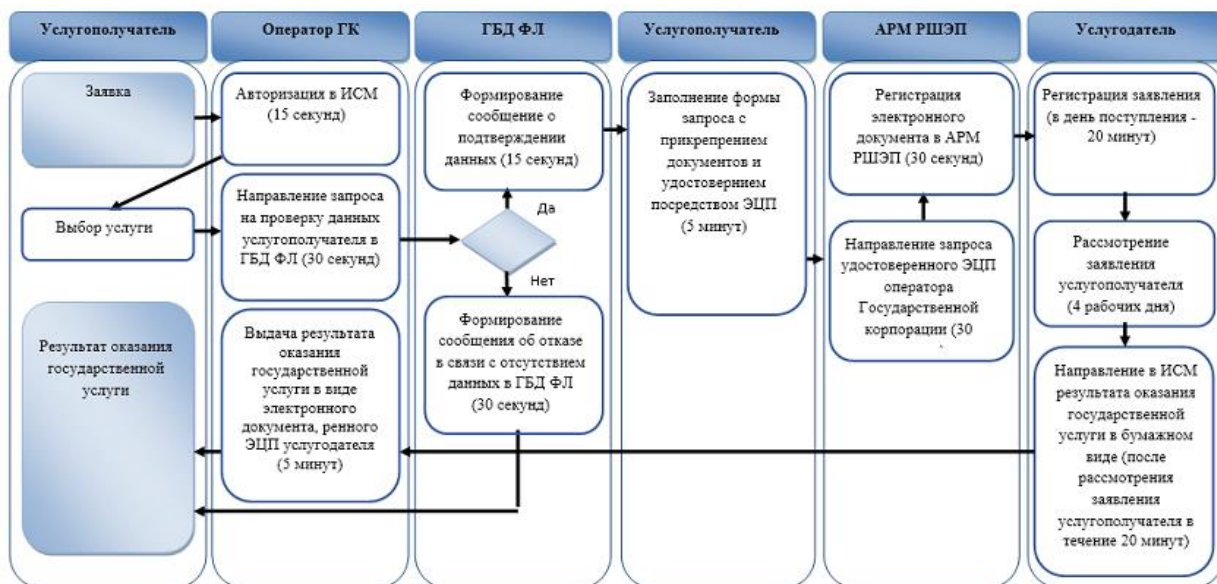 Услугополучатель
Оператор ГК
ГБД ФЛ
Услугополучатель
АРМ РШЭП
Услугодатель
Заявка
Выбор услуги
Результат оказания
государственной
услуги
Авторизация в ИСМ
(15 секунд)
Направление запроса
на проверку данных
услугополучателя в
ГБД ФЛ (30 секунд)
Выдача результата
оказания
государственной
услуги в виде
электронного
документа, ренного
ЭЦП услугодателя
(5 минут)
Формирование
сообщение о
подтверждении
данных (15 секунд)
Да
Нет
Формирование
сообщения об отказе
в связи с отсутствием
данных в ГБД ФЛ
(30 секунд)
Заполнение формы
запроса с
прикрепрением
документов и
удостовернием
посредством ЭЦП
(5 минут)
Регистрация
электронного
документа в АРМ
РШЭП (30 секунд)
Направление запроса
удостоверенного ЭЦП
оператора
Государственной
корпорации (30
Регистрация заявления
(в день поступления -
20 минут)
Рассмотрение
заявления
услугополучателя
(4 рабочих дня)
Направление в ИСМ
результата оказания
государственной
услуги в бумажном
виде (после
рассмотрения
заявления
услугополучателя в
течение 20 минут)